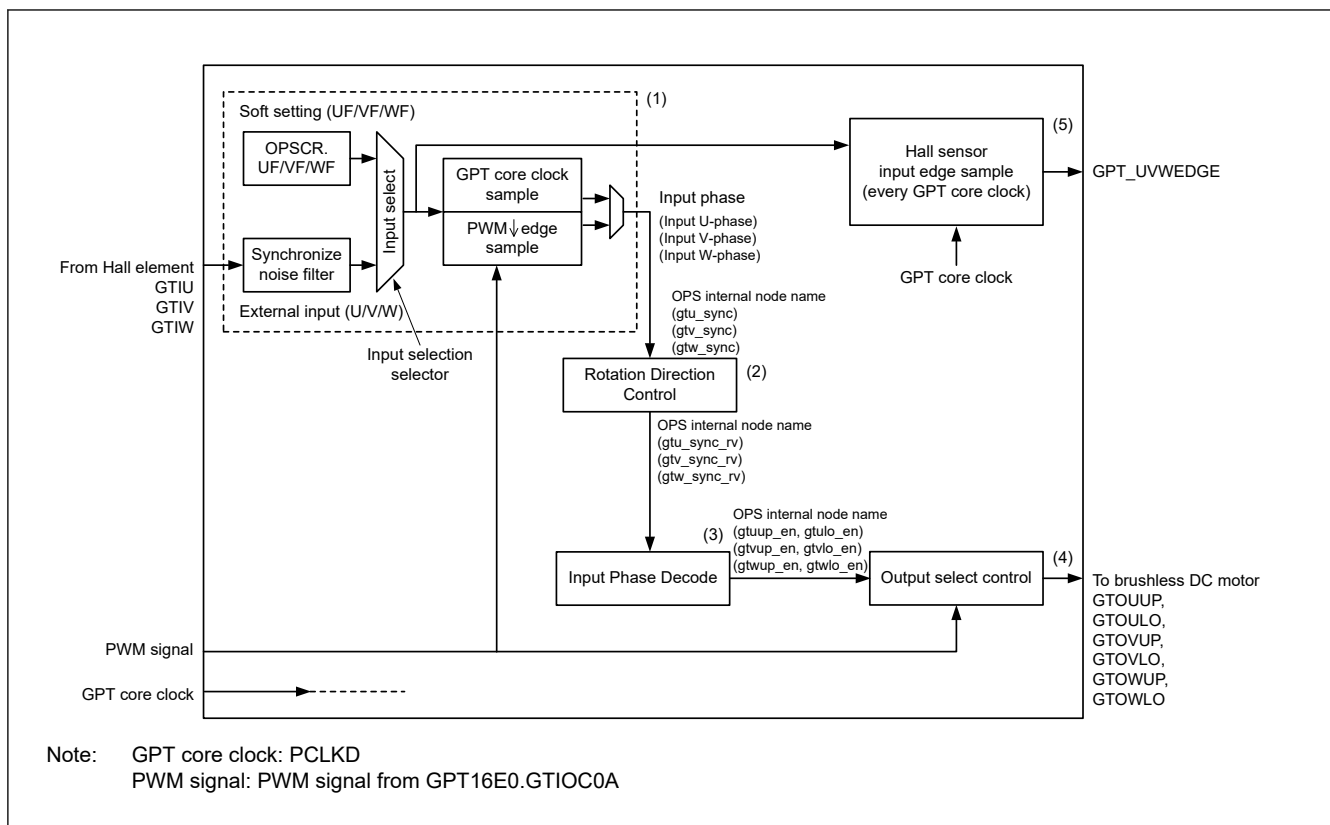 (1)
Soft setting (UF/VF/WF)
OPSCR.
UF/VF/WF
Input select
GPT core clock
sample
PWM↓edge
sample
Synchronize
noise filter
External input (U/V/W)
From Hall element
GTIU
GTIV
GTIW
Input selection
selector
Input phase
(Input U-phase)
(Input V-phase)
(Input W-phase)
(5)
Hall sensor
input edge sample
(every GPT core clock)
GPT_UVWEDGE
GPT core clock
OPS internal node name
(gtu_sync)
(gtv_sync)
(gtw_sync)
(2)
Rotation Direction
Control
OPS internal node name
(gtu_sync_rv)
(gtv_sync_rv)
(gtw_sync_rv)
(3)
Input Phase Decode
OPS internal node name
(gtuup_en, gtulo_en)
(gtvup_en, gtvlo_en)
(gtwup_en, gtwlo_en)
(4)
Output select control
To brushless DC motor
GTOUUP,
GTOULO,
GTOVUP,
GTOVLO,
GTOWUP,
GTOWLO
PWM signal
GPT core clock
Note: GPT core clock: PCLKD
PWM signal: PWM signal from GPT16E0.GTIOC0A